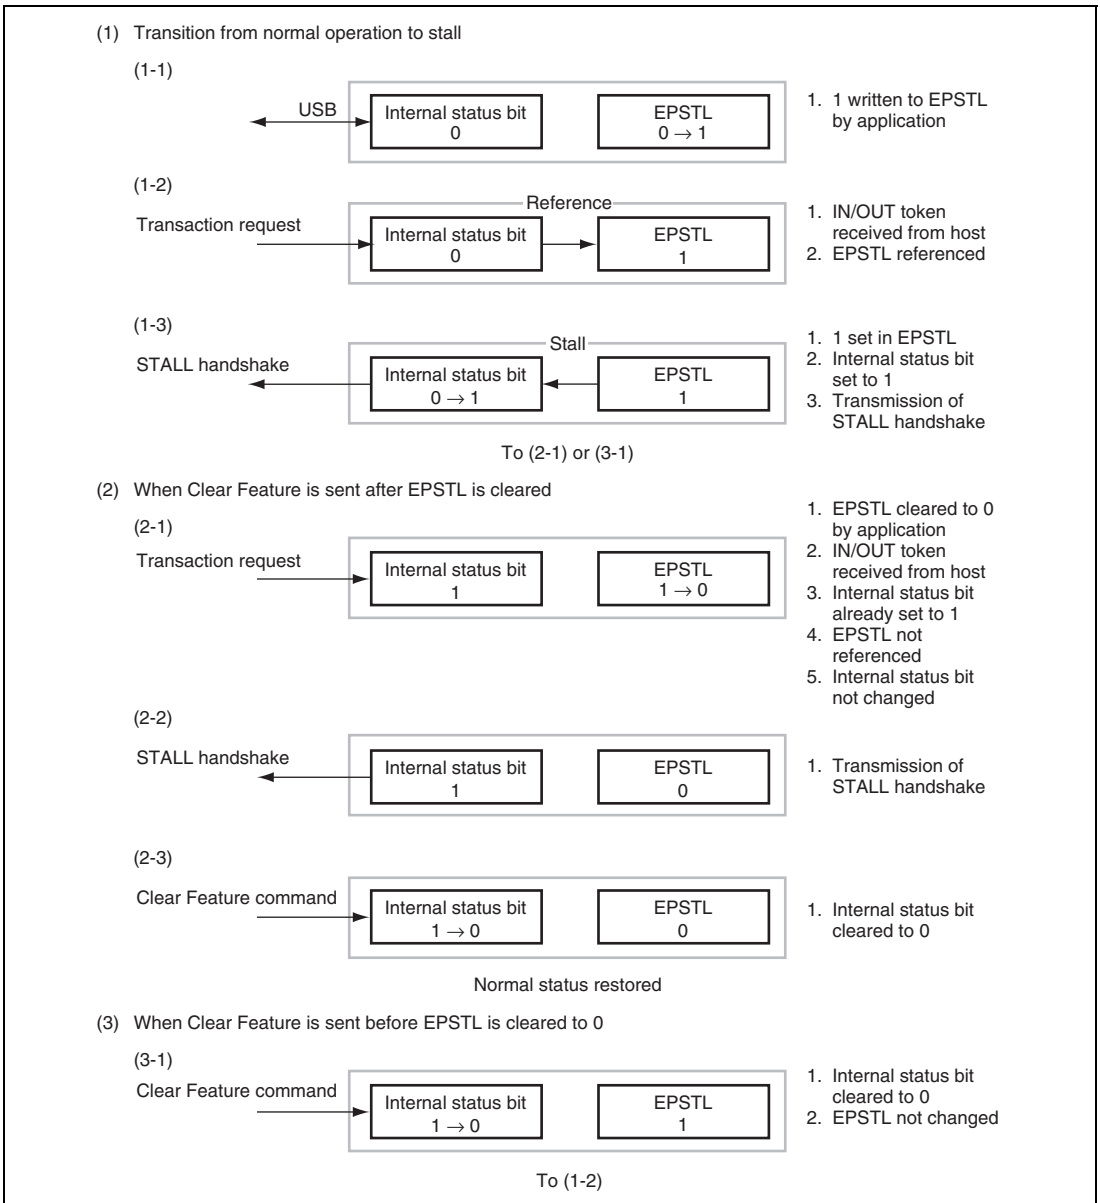 (1) Transition from normal operation to stall
(1-1)
USB
Internal status bit
0
EPSTL
0 → 1
1. 1 written to EPSTL
by application
(1-2)
Transaction request
Reference
Internal status bit
0
EPSTL
1
1. IN/OUT token
received from host
2. EPSTL referenced
(1-3)
STALL handshake
Stall
Internal status bit
0 → 1
EPSTL
1
1. 1 set in EPSTL
2. Internal status bit
set to 1
3. Transmission of
STALL handshake
To (2-1) or (3-1)
(2) When Clear Feature is sent after EPSTL is cleared
(2-1)
Transaction request
Internal status bit
1
EPSTL
1 → 0
1. EPSTL cleared to 0
by application
2. IN/OUT token
received from host
3. Internal status bit
already set to 1
4. EPSTL not
referenced
5. Internal status bit
not changed
(2-2)
STALL handshake
Internal status bit
1
EPSTL
0
1. Transmission of
STALL handshake
(2-3)
Clear Feature command
Internal status bit
1 → 0
EPSTL
0
1. Internal status bit
cleared to 0
Normal status restored
(3) When Clear Feature is sent before EPSTL is cleared to 0
(3-1)
Clear Feature command
Internal status bit
1 → 0
EPSTL
1
1. Internal status bit
cleared to 0
2. EPSTL not changed
To (1-2)